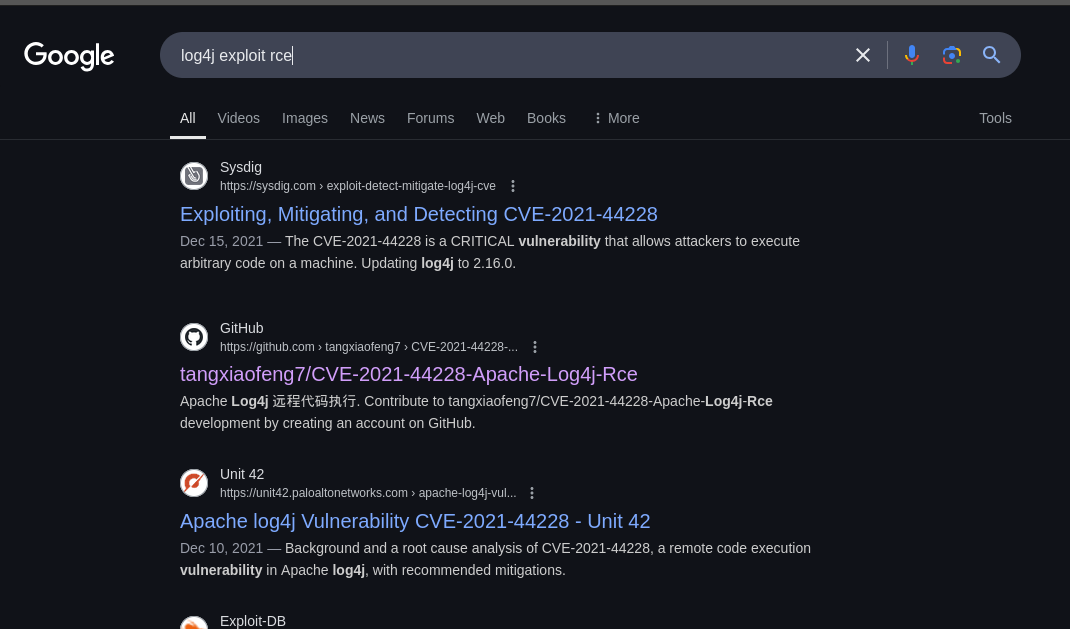 Google
log4j exploit rce
All Videos Images News Forums Web Books More Tools
Sysdig
https://sysdig.com › exploit-detect-mitigate-log4j-cve
Exploiting, Mitigating, and Detecting CVE-2021-44228
Dec 15, 2021 — The CVE-2021-44228 is a CRITICAL vulnerability that allows attackers to execute
arbitrary code on a machine. Updating log4j to 2.16.0.
GitHub
https://github.com › tangxiaofeng7 › CVE-2021-44228-...
tangxiaofeng7/CVE-2021-44228-Apache-Log4j-Rce
Apache Log4j 远程代码执行. Contribute to tangxiaofeng7/CVE-2021-44228-Apache-Log4j-Rce
development by creating an account on GitHub.
Unit 42
https://unit42.paloaltonetworks.com › apache-log4j-vul...
Apache log4j Vulnerability CVE-2021-44228 - Unit 42
Dec 10, 2021 — Background and a root cause analysis of CVE-2021-44228, a remote code execution
vulnerability in Apache log4j, with recommended mitigations.
Exploit-DB